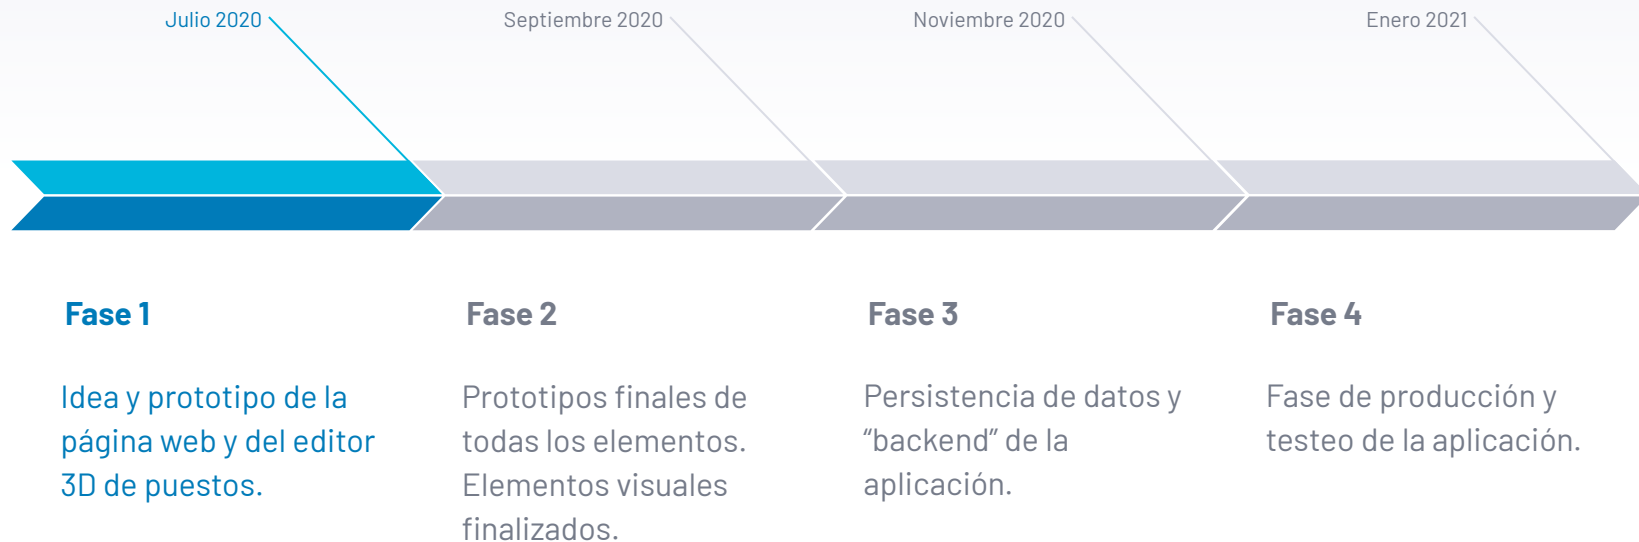 Julio 2020
Septiembre 2020
Noviembre 2020
Enero 2021
Fase 1
Idea y prototipo de la
página web y del editor
3D de puestos.
Fase 2
Prototipos finales de
todas los elementos.
Elementos visuales
finalizados.
Fase 3
Persistencia de datos y
“backend” de la
aplicación.
Fase 4
Fase de producción y
testeo de la aplicación.